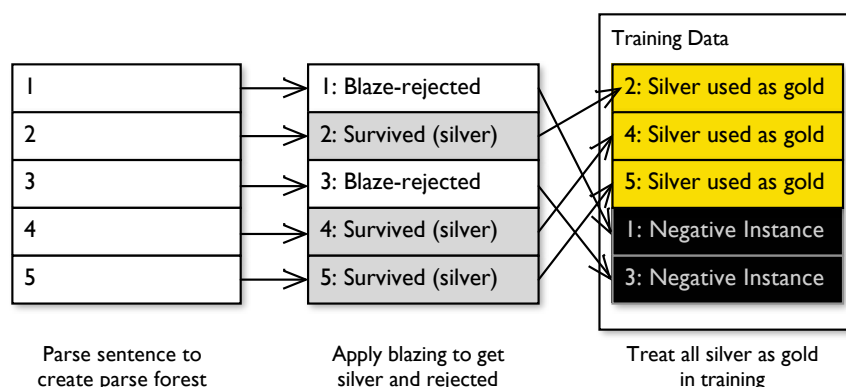 Training Data
1
2
3
4
5
1: Blaze-rejected
2: Survived (silver)
3: Blaze-rejected
4: Survived (silver)
5: Survived (silver)
2: Silver used as gold
4: Silver used as gold
5: Silver used as gold
1: Negative Instance
3: Negative Instance
Parse sentence to
create parse forest
Apply blazing to get
silver and rejected
Treat all silver as gold
in training